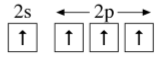 2s ← 2p →
↑ ↑ ↑ ↑